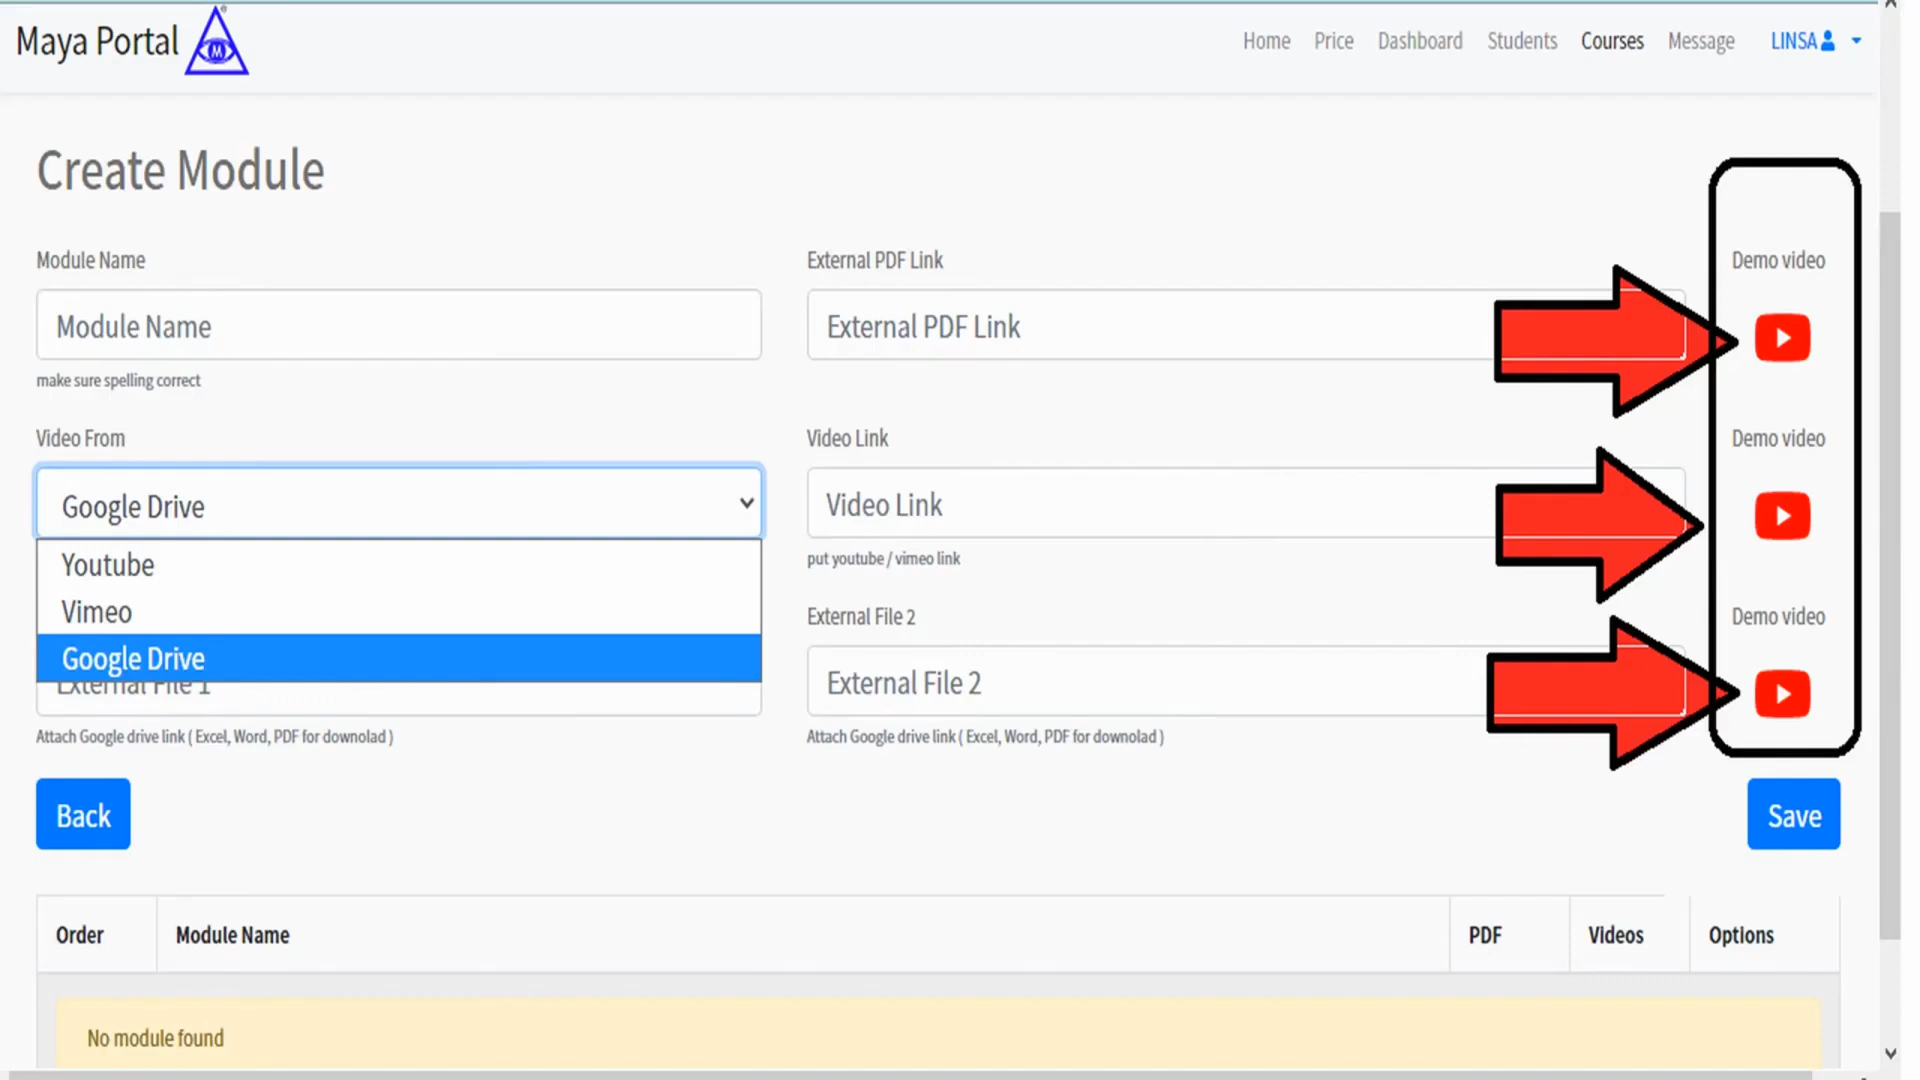 Maya Portal
M
Home Price Dashboard Students Courses Message LINSA
Create Module
Module Name
External PDF Link
Demo video
Module Name
External PDF Link
make sure spelling correct
Video From
Video Link
Demo video
Google Drive
Video Link
put youtube / vimeo link
Youtube
Vimeo
Google Drive
External File 2
Demo video
External File 1
External File 2
Attach Google drive link ( Excel, Word, PDF for downolad )
Attach Google drive link ( Excel, Word, PDF for downolad )
Back
Save
Order Module Name PDF Videos Options
No module found